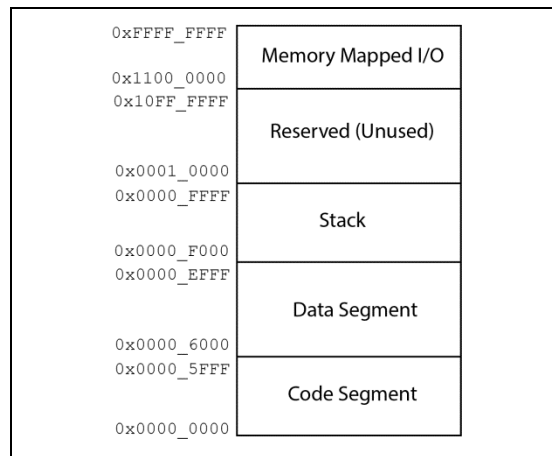 0xFFFF_FFFF
Memory Mapped I/O
0x1100_0000
0x10FF_FFFF
Reserved (Unused)
0x0001_0000
0x0000_FFFF
Stack
0x0000_F000
0x0000_EFFF
Data Segment
0x0000_6000
0x0000_5FFF
Code Segment
0x0000_0000